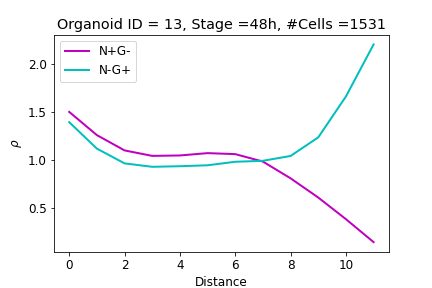 Organoid ID = 13, Stage =48h, #Cells =1531
N+G-
N-G+
2.0
1.5
1.0
0.5
ρ
0 2 4 6 8 10
Distance